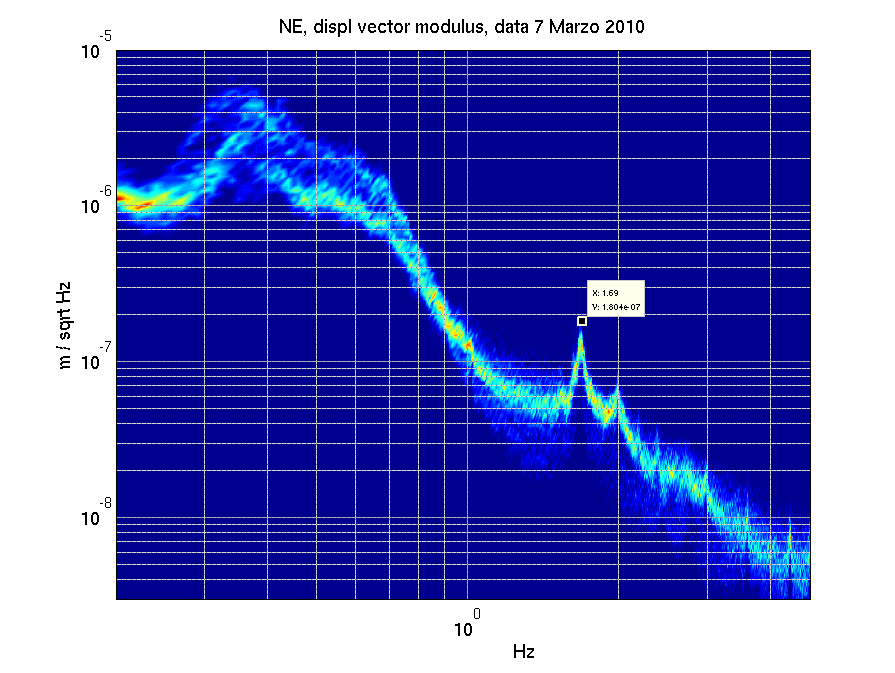 NE, displ vector modulus, data 7 Marzo 2010
10^-5
10^-6
10^-7
10^-8
m / sqrt Hz
X: 1.69
Y: 1.804e-07
10^0
Hz